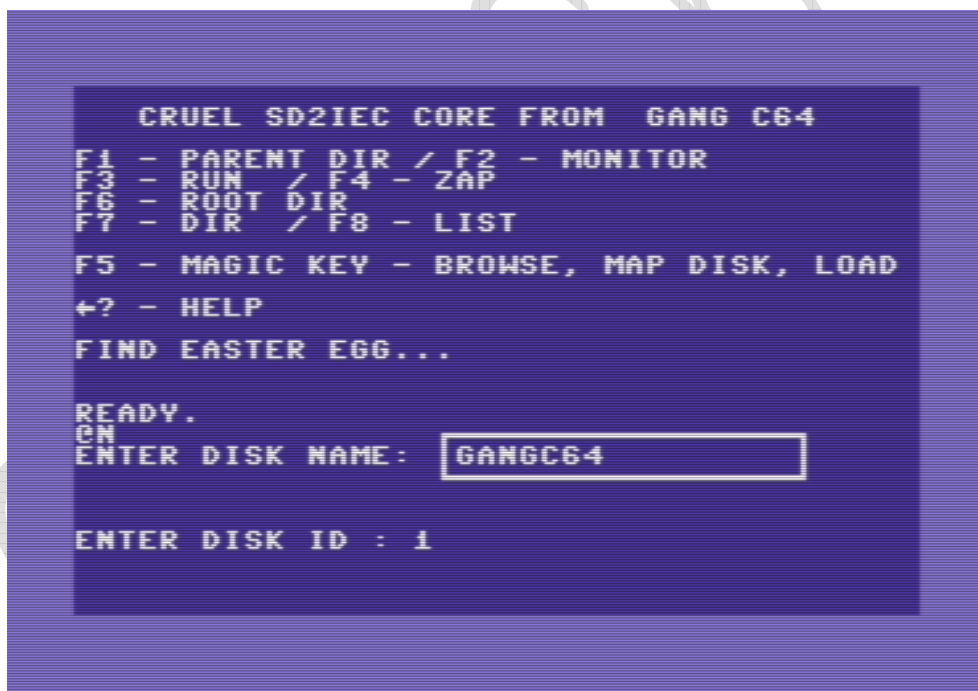 CRUEL SD2IEC CORE FROM  GANG C64
F1 - PARENT DIR / F2 - MONITOR
F3 - RUN  / F4 - ZAP
F6 - ROOT DIR
F7 - DIR  / F8 - LIST
F5 - MAGIC KEY - BROWSE, MAP DISK, LOAD
←? - HELP
FIND EASTER EGG...
READY.
@N
ENTER DISK NAME:  GANGC64
ENTER DISK ID : 1